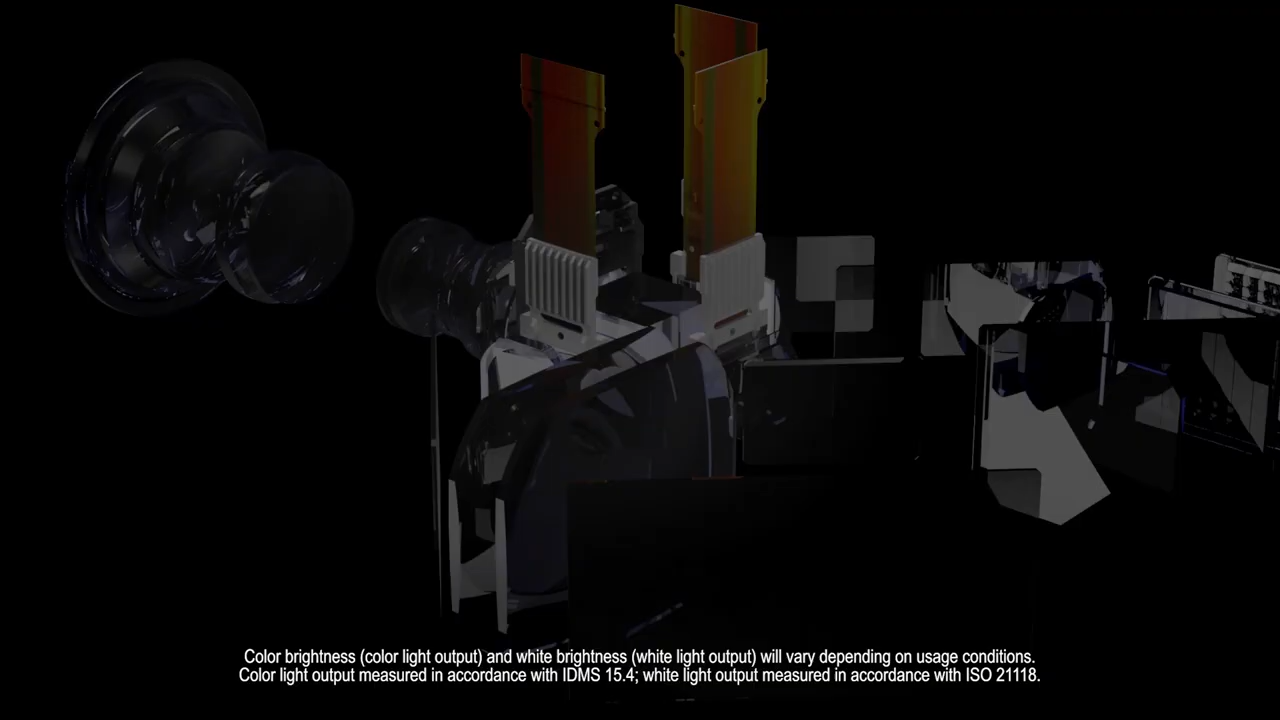 Color brightness (color light output) and white brightness (white light output) will vary depending on usage conditions.
Color light output measured in accordance with IDMS 15.4; white light output measured in accordance with ISO 21118.